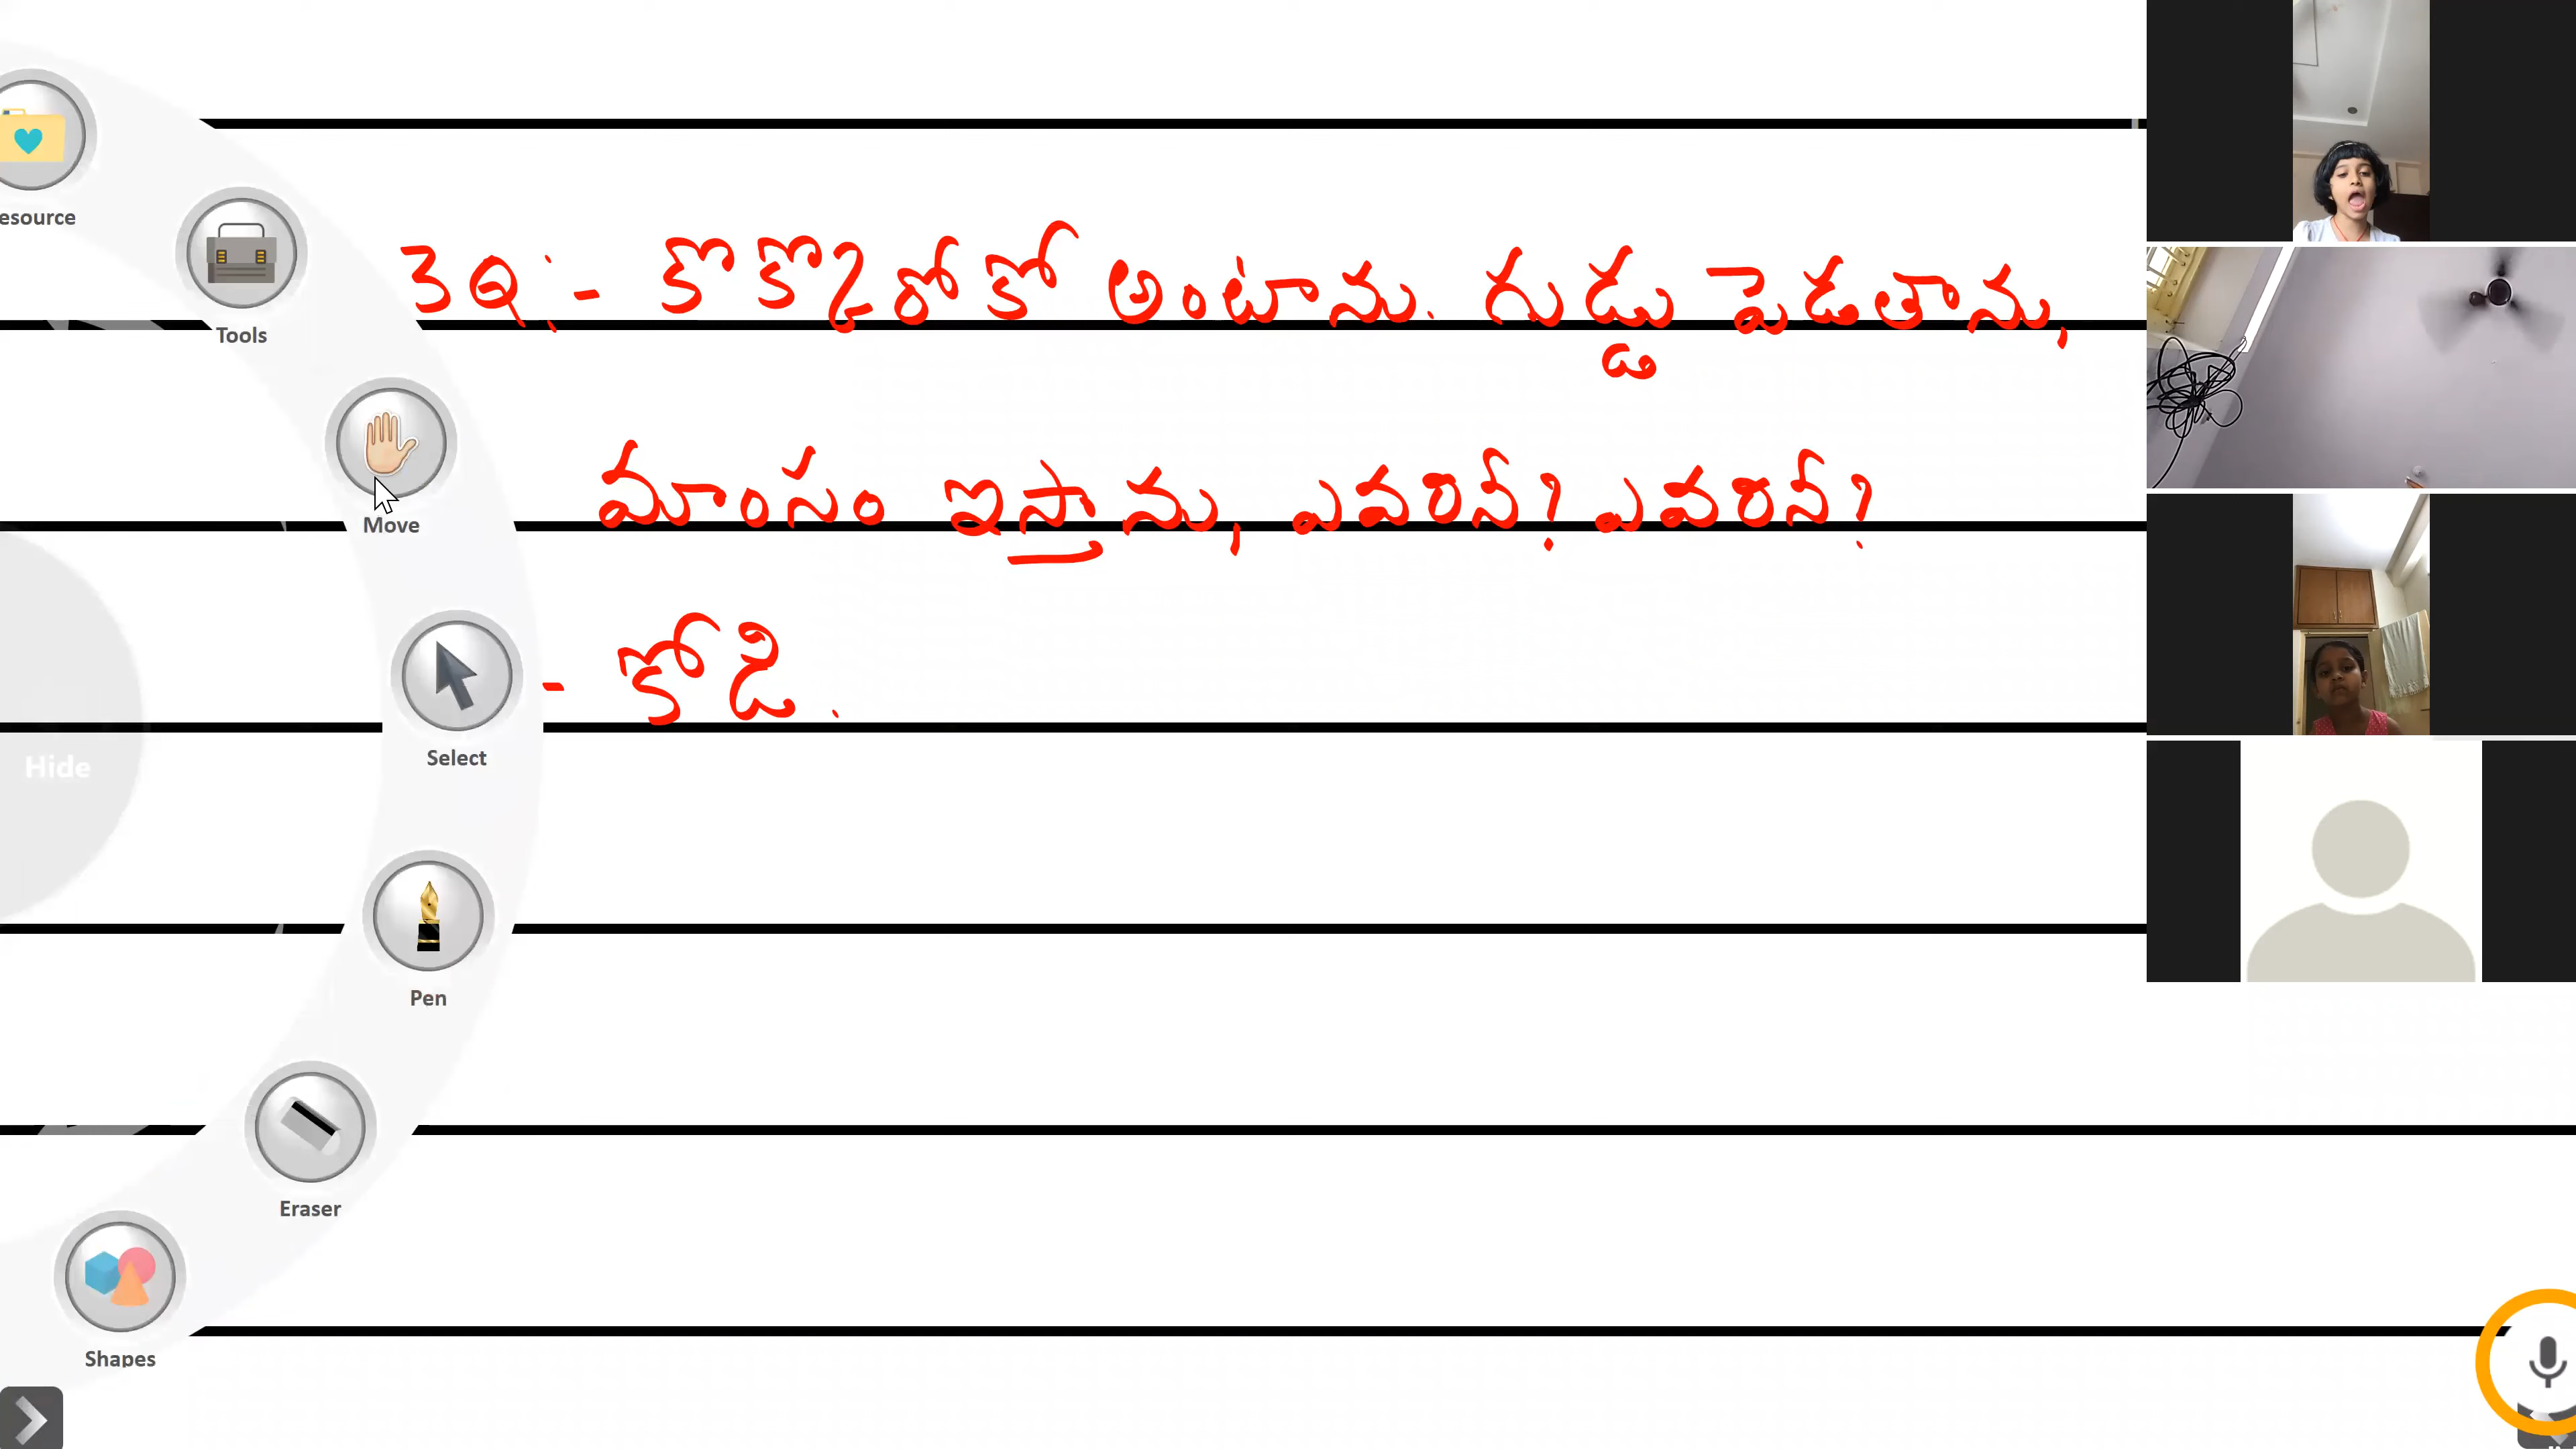 esource
Tools
3Q:- కొక్కొరోకో అంటాను. గుడ్డు పెడతాను,
Move
మాంసం ఇస్తాను, ఎవరినీ? ఎవరినీ?
- కోడి.
Select
Hide
Pen
Eraser
Shapes